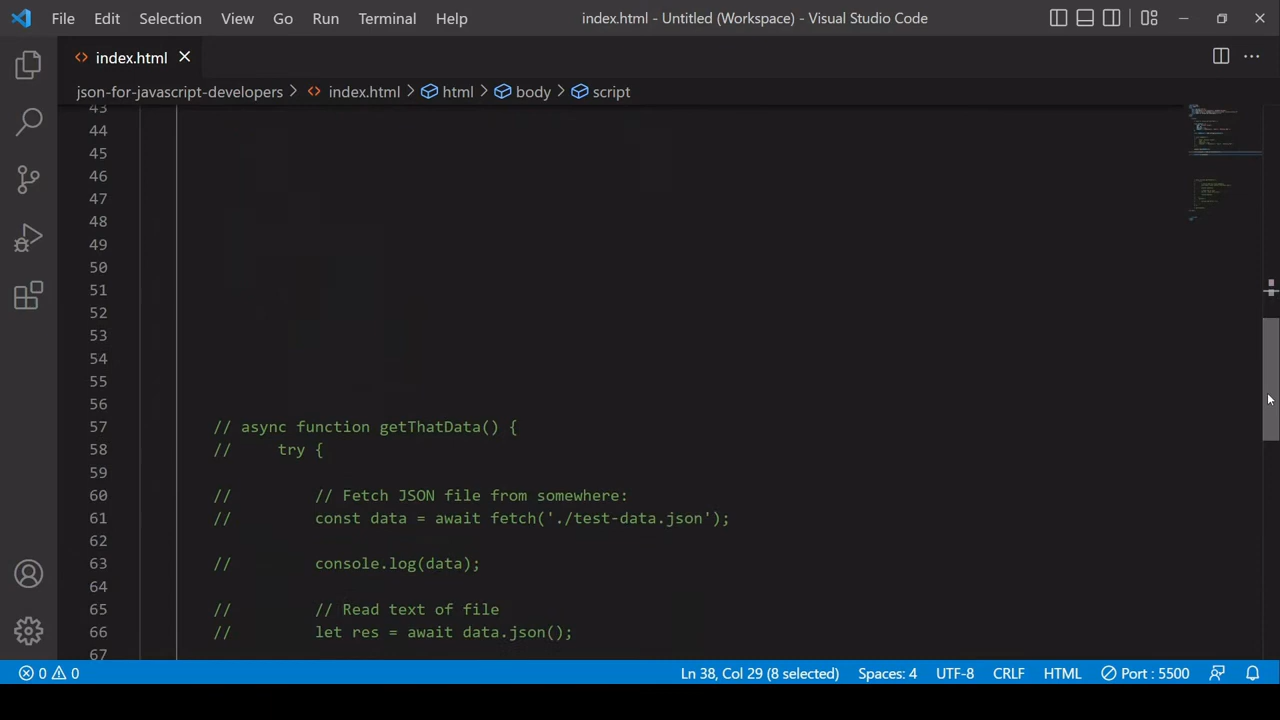 File Edit Selection View Go Run Terminal Help index.html - Untitled (Workspace) - Visual Studio Code
index.html
json-for-javascript-developers > index.html > html > body > script
43
44
45
46
47
48
49
50
51
52
53
54
55
56
57 // async function getThatData() {
58 // try {
59
60 // // Fetch JSON file from somewhere:
61 // const data = await fetch('./test-data.json');
62
63 // console.log(data);
64
65 // // Read text of file
66 // let res = await data.json();
67
0 0 Ln 38, Col 29 (8 selected) Spaces: 4 UTF-8 CRLF HTML Port : 5500